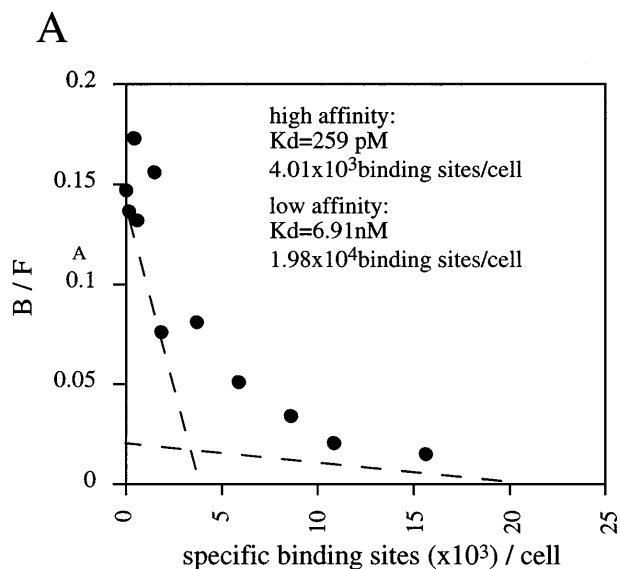 A
0.2
high affinity:
Kd=259 pM
4.01x10³binding sites/cell
low affinity:
Kd=6.91nM
1.98x10⁴binding sites/cell
0.15
A
0.1
0.05
0
B / F
0 5 10 15 20 25
specific binding sites (x10³) / cell